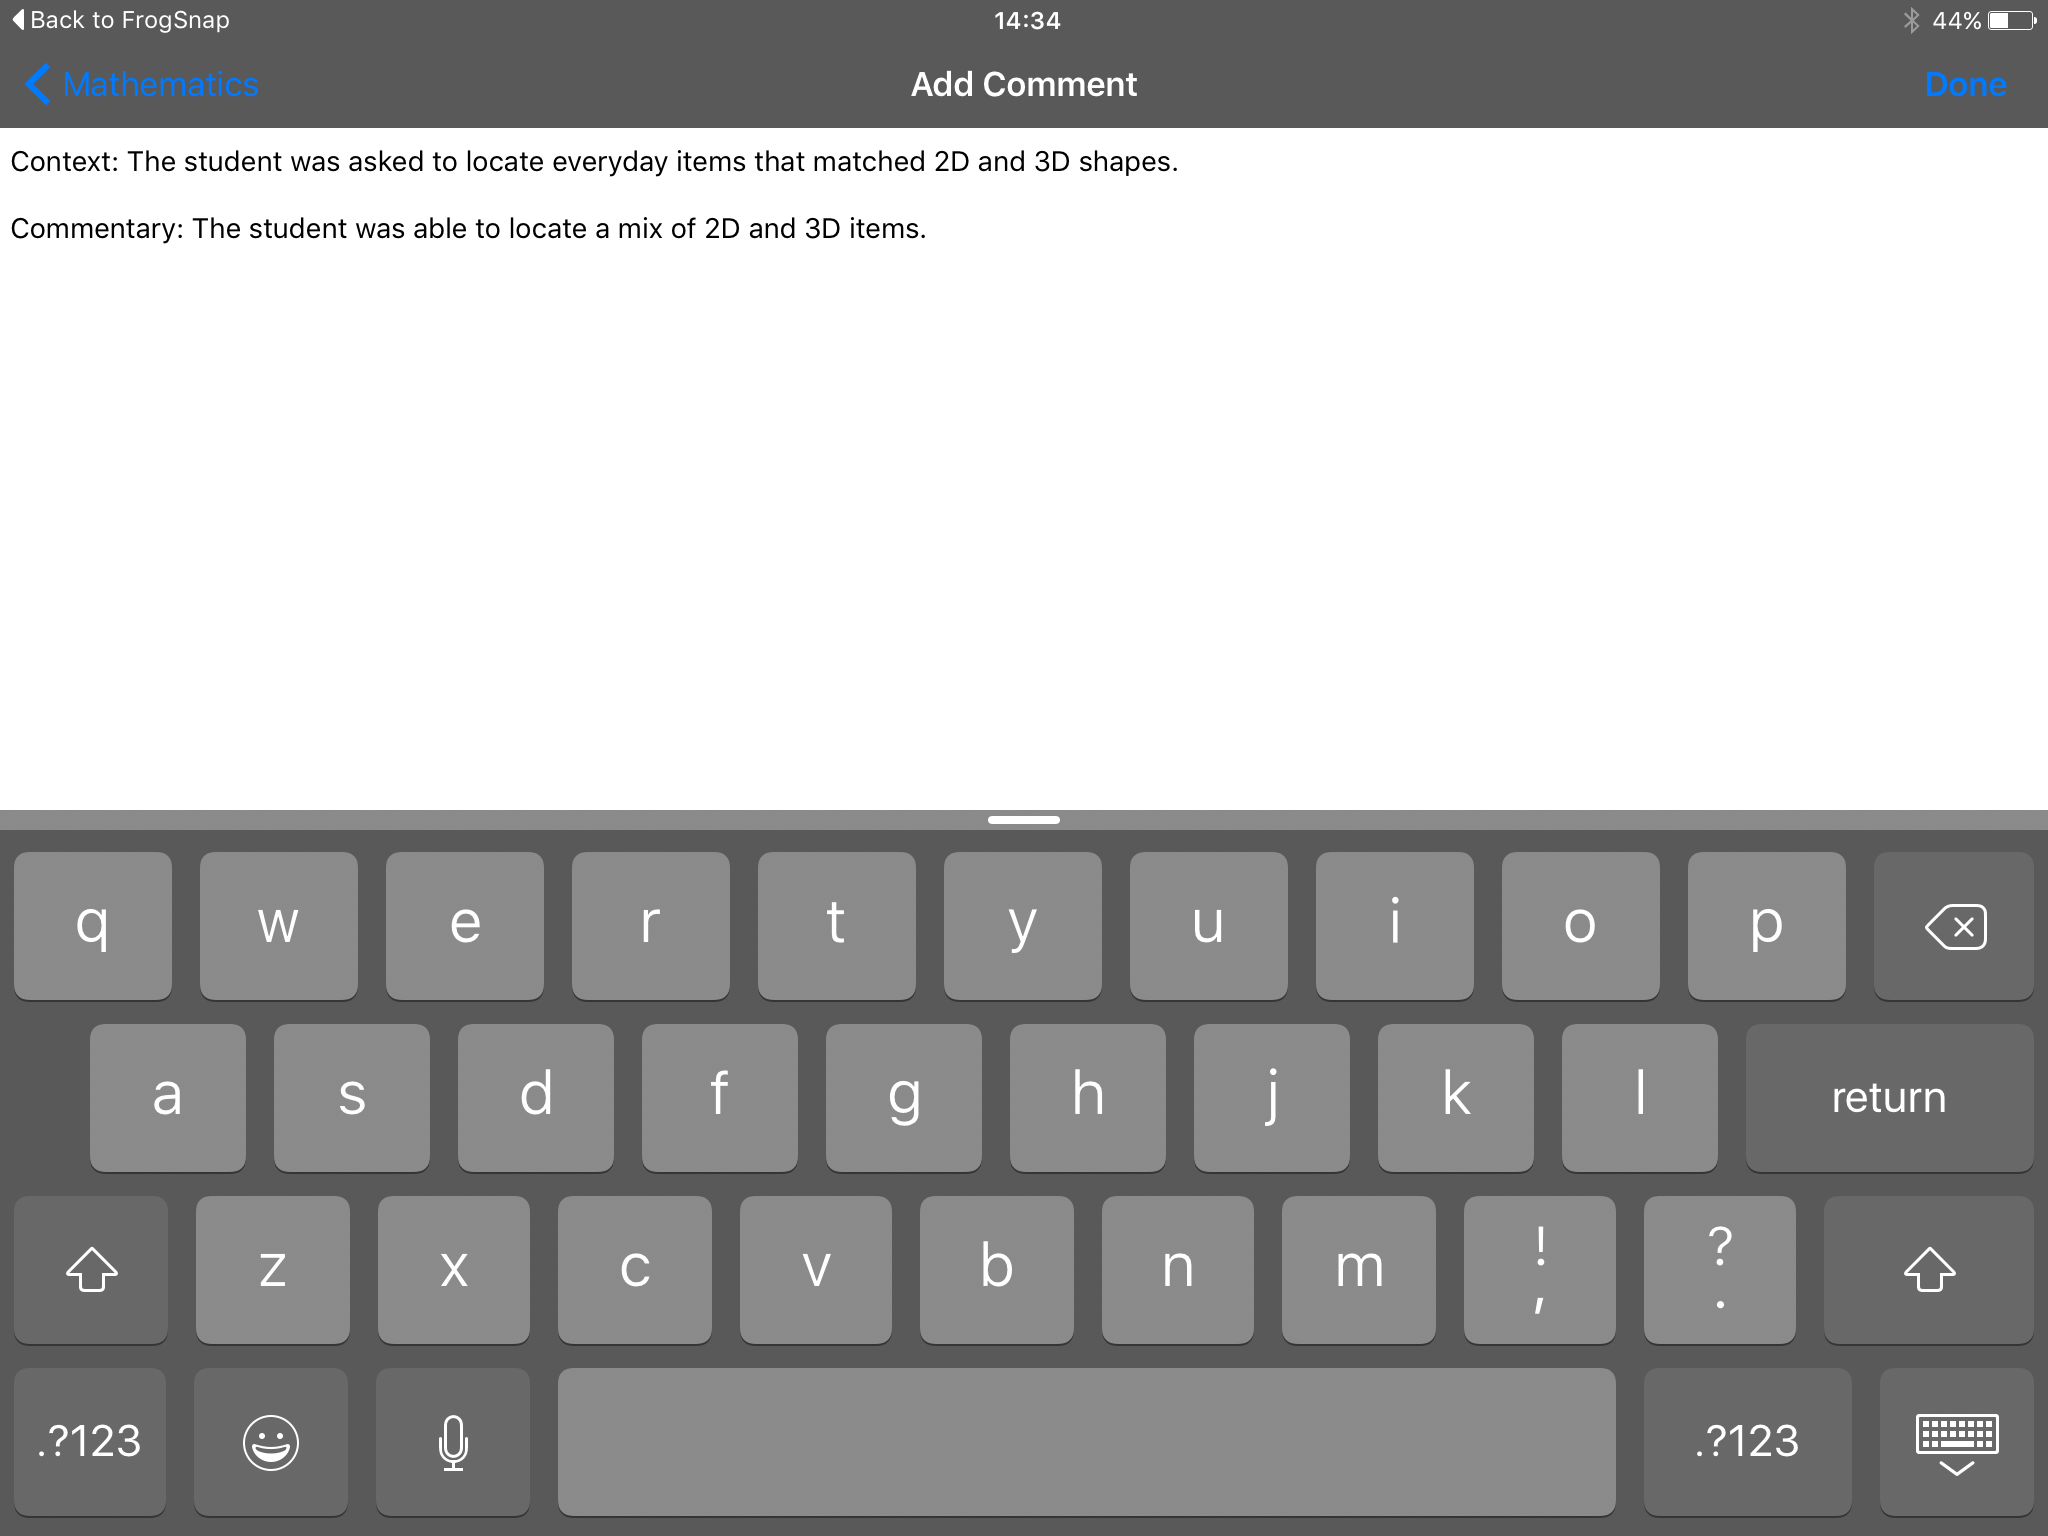 Back to FrogSnap 14:34 44%
Mathematics Add Comment Done
Context: The student was asked to locate everyday items that matched 2D and 3D shapes.
Commentary: The student was able to locate a mix of 2D and 3D items.
q w e r t y u i o p
a s d f g h j k l return
z x c v b n m ! , ? .
.?123 .?123